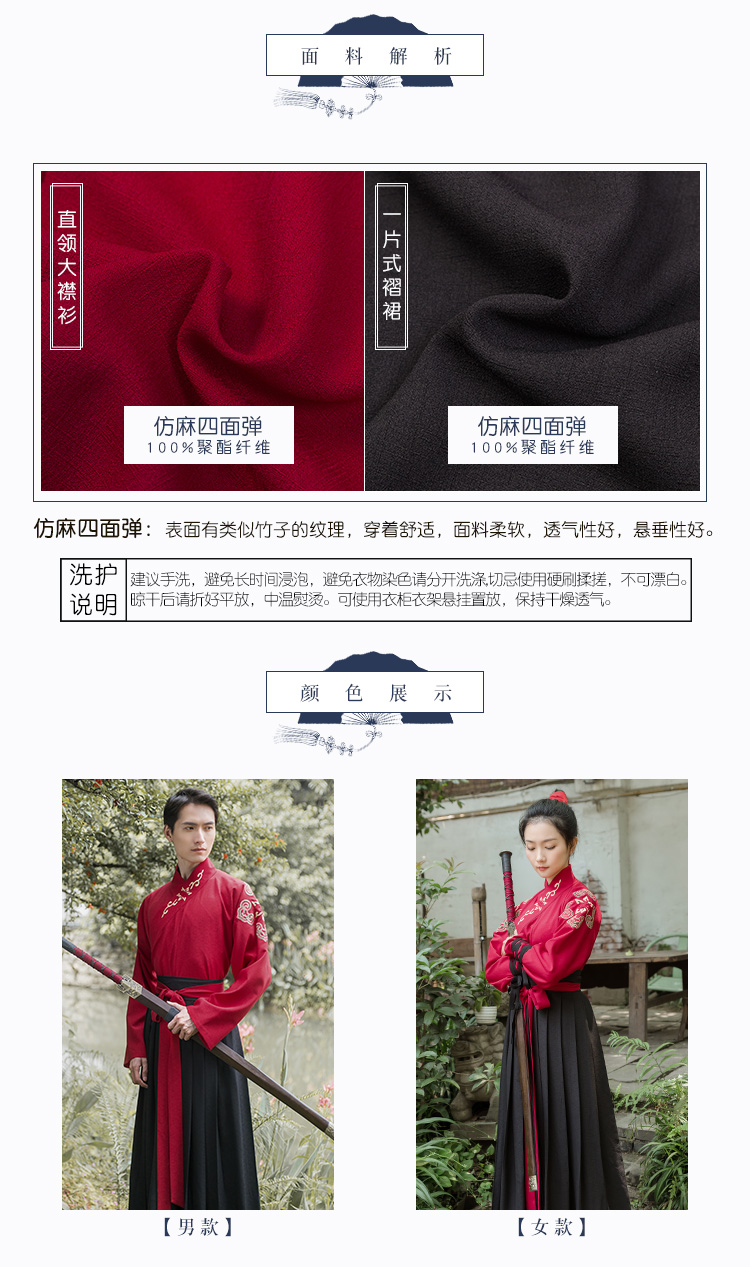 面料解析
直领大襟衫
一片式褶裙
仿麻四面弹
100%聚酯纤维
仿麻四面弹
100%聚酯纤维
仿麻四面弹：表面有类似竹子的纹理，穿着舒适，面料柔软，透气性好，悬垂性好。
洗护说明
建议手洗，避免长时间浸泡，避免衣物染色请分开洗涤,切忌使用硬刷揉搓，不可漂白。
晾干后请折好平放，中温熨烫。可使用衣柜衣架悬挂置放，保持干燥透气。
颜色展示
【男款】
【女款】